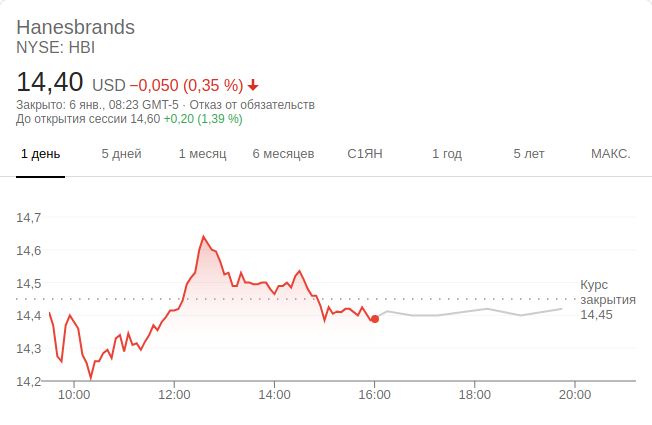 Hanesbrands
NYSE: HBI
14,40 USD −0,050 (0,35 %)
Закрыто: 6 янв., 08:23 GMT-5 · Отказ от обязательств
До открытия сессии 14,60 +0,20 (1,39 %)
1 день 5 дней 1 месяц 6 месяцев С1ЯН 1 год 5 лет МАКС.
14,7
14,6
14,5
14,4
14,3
14,2
Курс
закрытия
14,45
10:00 12:00 14:00 16:00 18:00 20:00